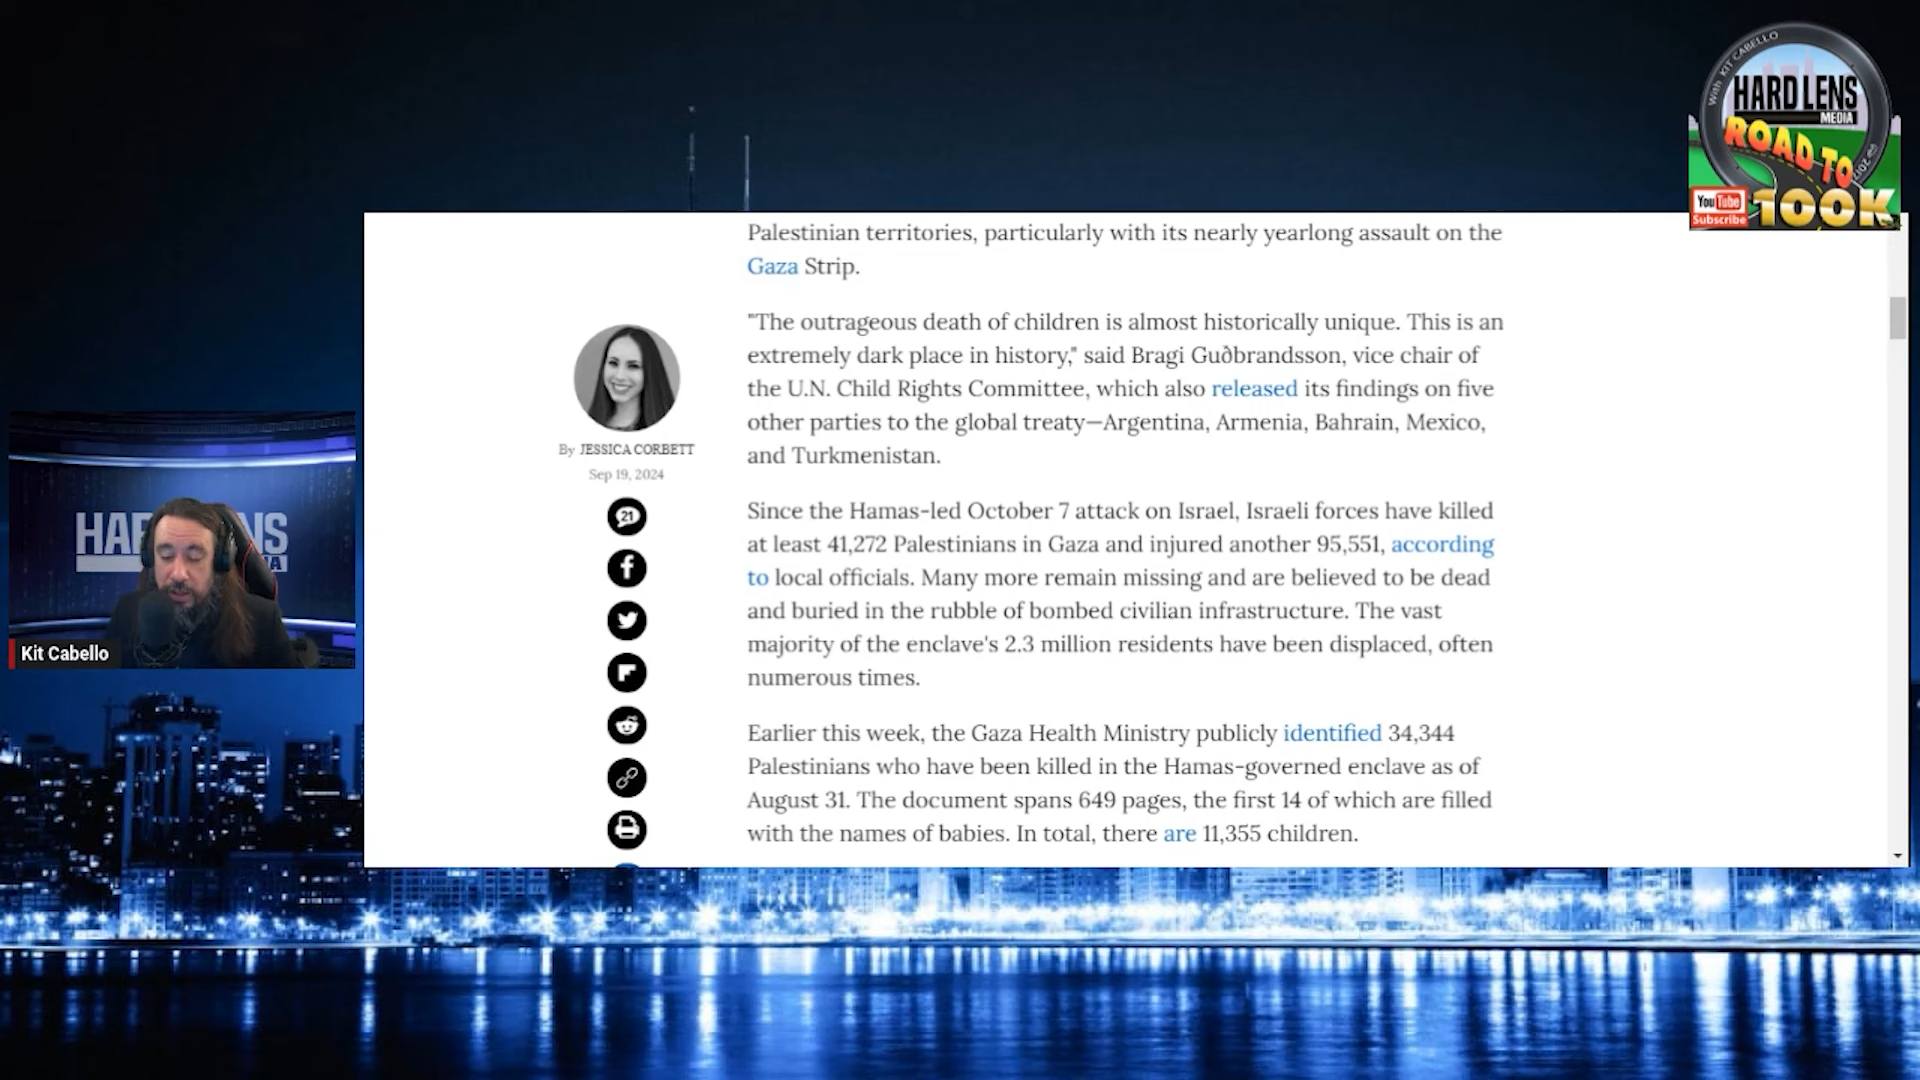 With KIT CABELLO
HARD LENS
MEDIA
ROAD TO
100K
YouTube
Subscribe
Palestinian territories, particularly with its nearly yearlong assault on the
Gaza Strip.
"The outrageous death of children is almost historically unique. This is an
extremely dark place in history," said Bragi Guðbrandsson, vice chair of
the U.N. Child Rights Committee, which also released its findings on five
other parties to the global treaty—Argentina, Armenia, Bahrain, Mexico,
and Turkmenistan.
By JESSICA CORBETT
Sep 19, 2024
21
Since the Hamas-led October 7 attack on Israel, Israeli forces have killed
at least 41,272 Palestinians in Gaza and injured another 95,551, according
to local officials. Many more remain missing and are believed to be dead
and buried in the rubble of bombed civilian infrastructure. The vast
majority of the enclave's 2.3 million residents have been displaced, often
numerous times.
Earlier this week, the Gaza Health Ministry publicly identified 34,344
Palestinians who have been killed in the Hamas-governed enclave as of
August 31. The document spans 649 pages, the first 14 of which are filled
with the names of babies. In total, there are 11,355 children.
Kit Cabello